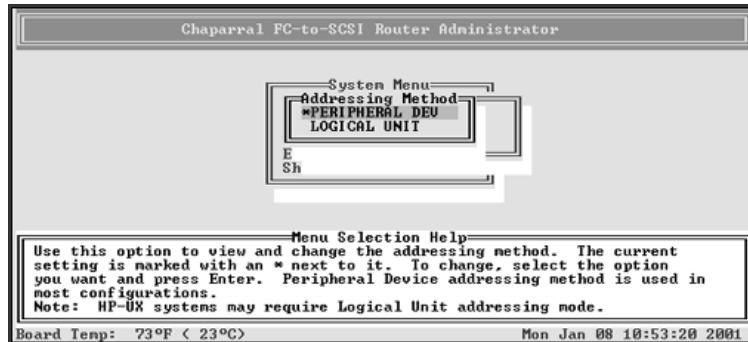 Chaparral FC-to-SCSI Router Administrator
System Menu
Addressing Method
*PERIPHERAL DEV
LOGICAL UNIT
E
Sh
Menu Selection Help
Use this option to view and change the addressing method. The current
setting is marked with an * next to it. To change, select the option
you want and press Enter. Peripheral Device addressing method is used in
most configurations.
Note: HP-UX systems may require Logical Unit addressing mode.
Board Temp: 73ºF ( 23ºC) Mon Jan 08 10:53:20 2001